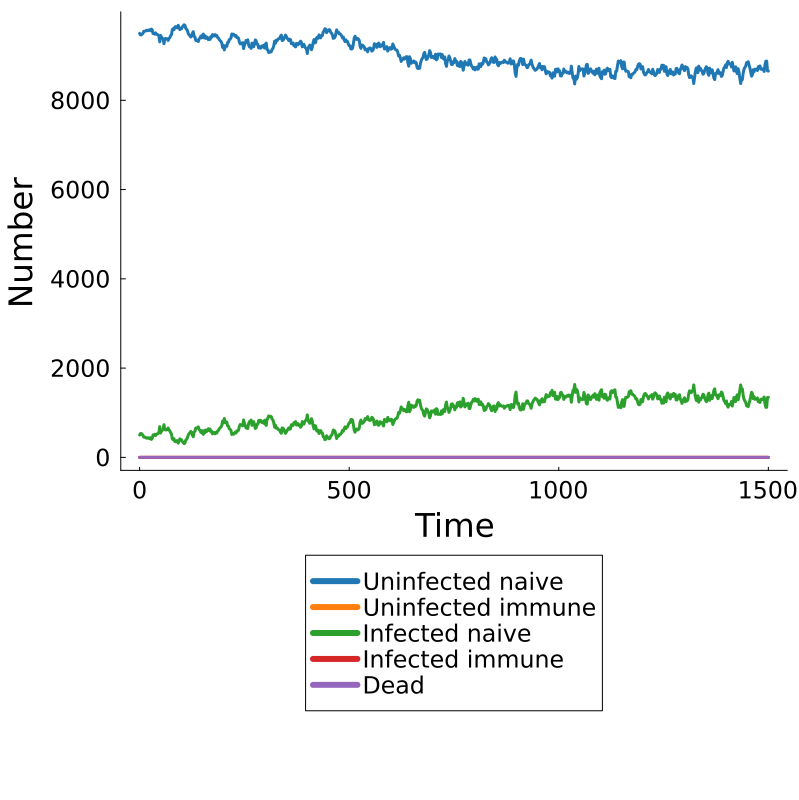 8000
6000
4000
2000
0
Number
0 500 1000 1500
Time
Uninfected naive
Uninfected immune
Infected naive
Infected immune
Dead